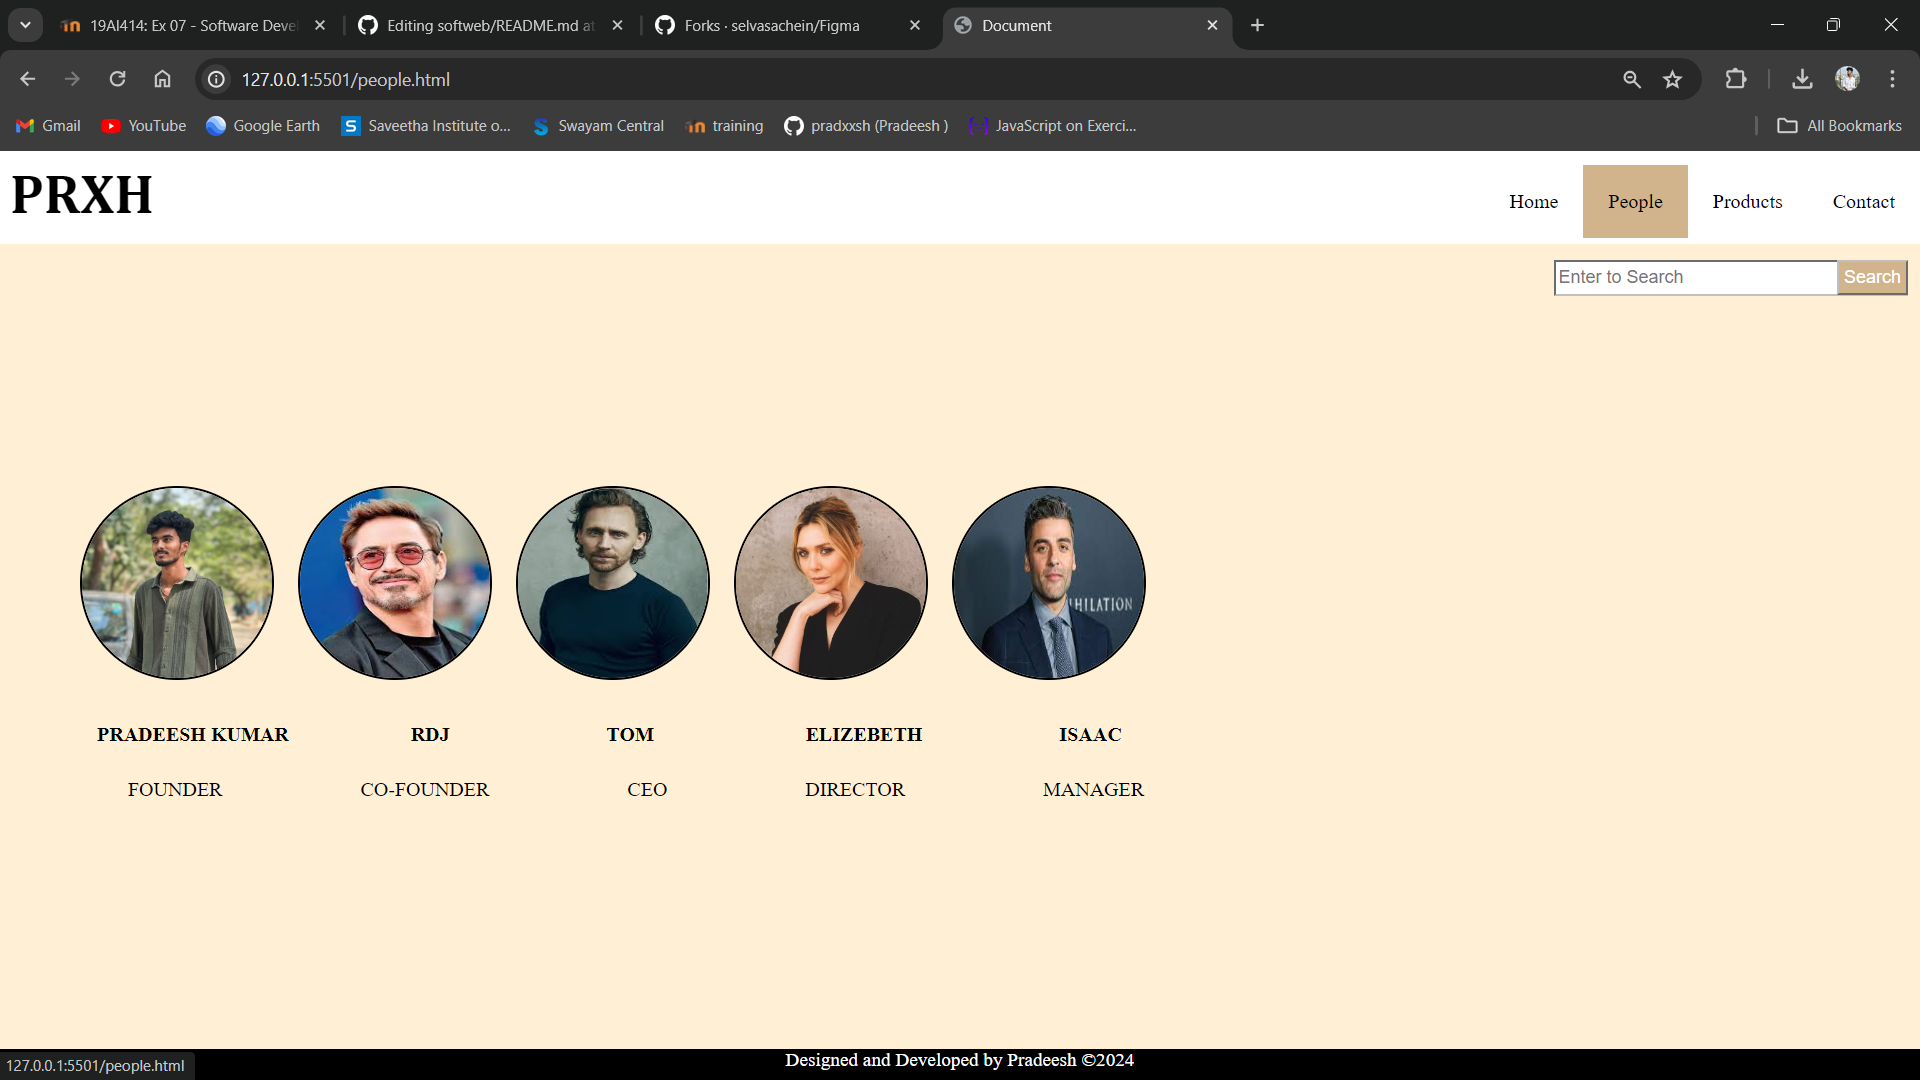 19AI414: Ex 07 - Software Devel
Editing softweb/README.md at
Forks · selvasachein/Figma
Document
127.0.0.1:5501/people.html
Gmail
YouTube
Google Earth
Saveetha Institute o...
Swayam Central
training
pradxxsh (Pradeesh )
JavaScript on Exerci...
All Bookmarks
PRXH
Home People Products Contact
Enter to Search Search
HILATION
PRADEESH KUMAR RDJ TOM ELIZEBETH ISAAC
FOUNDER CO-FOUNDER CEO DIRECTOR MANAGER
Designed and Developed by Pradeesh ©2024
127.0.0.1:5501/people.html